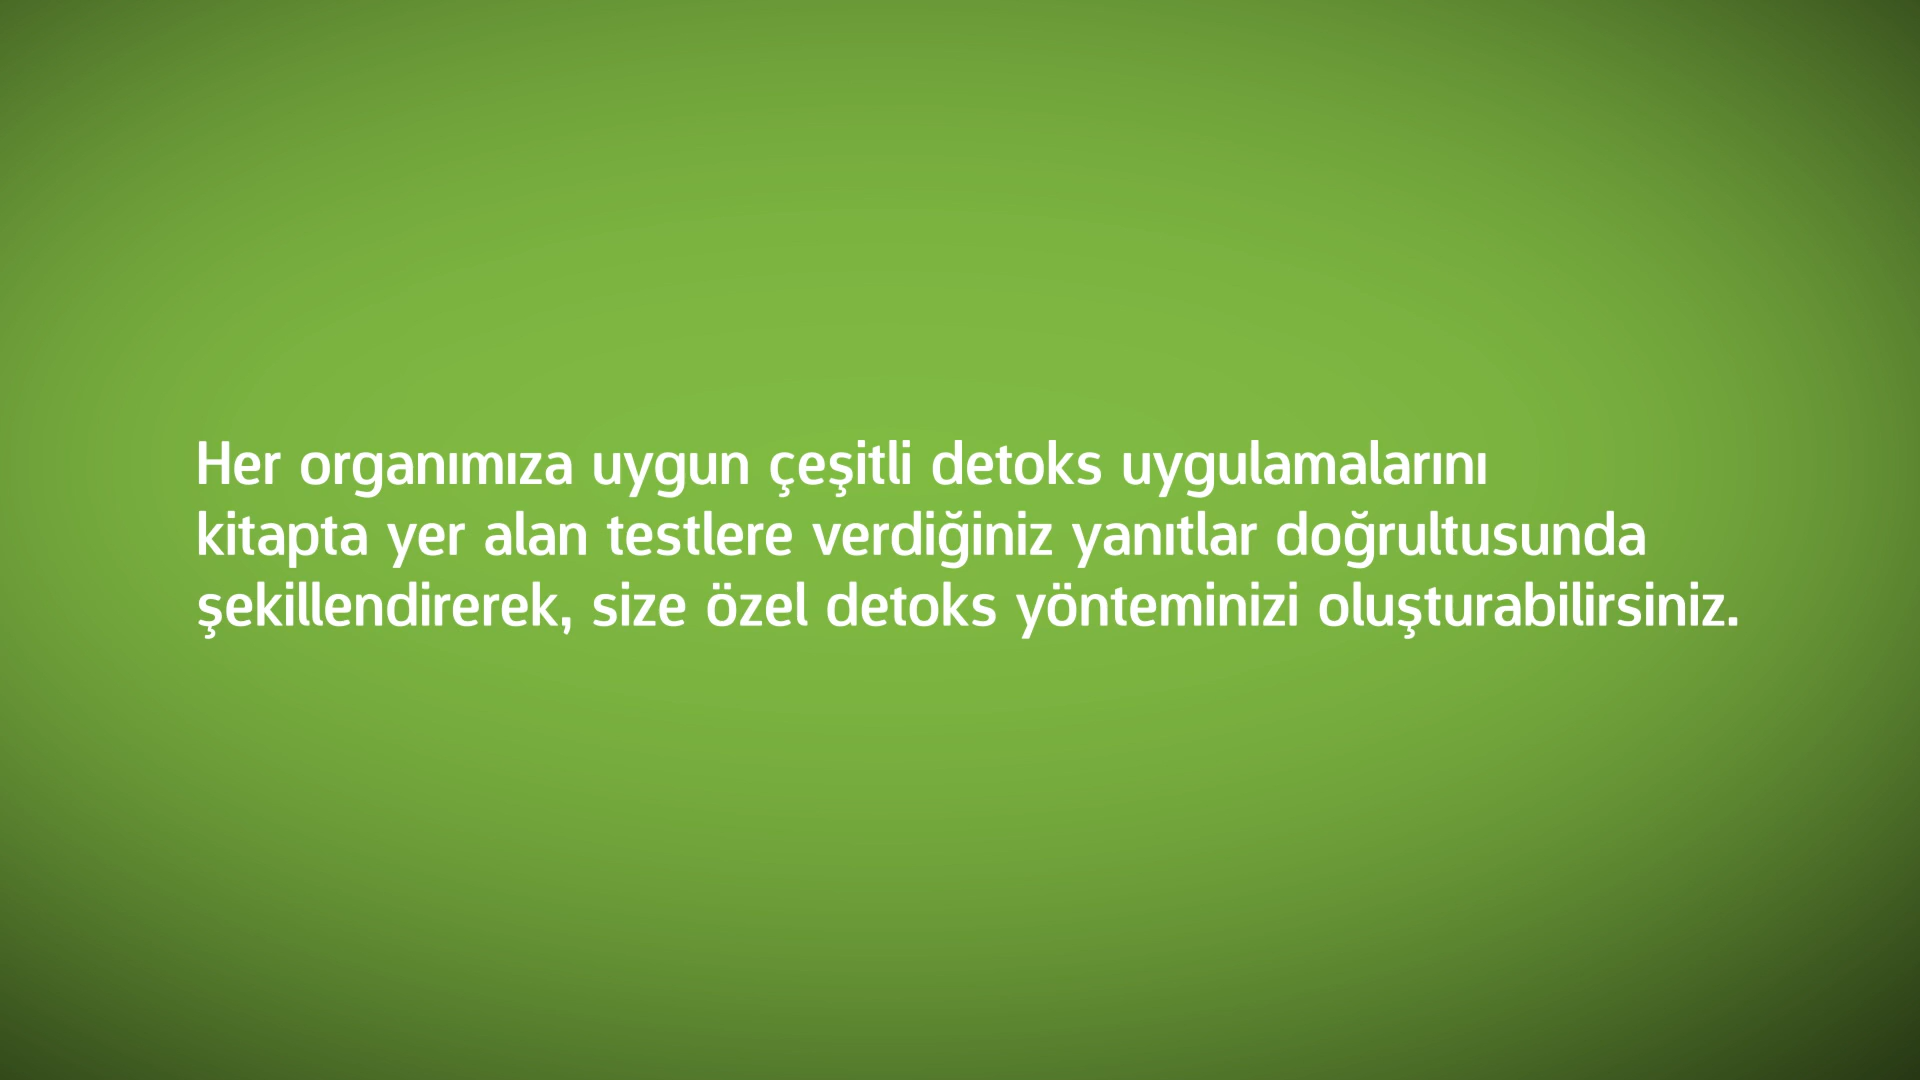 Her organımıza uygun çeşitli detoks uygulamalarını
kitapta yer alan testlere verdiğiniz yanıtlar doğrultusunda
şekillendirerek, size özel detoks yönteminizi oluşturabilirsiniz.